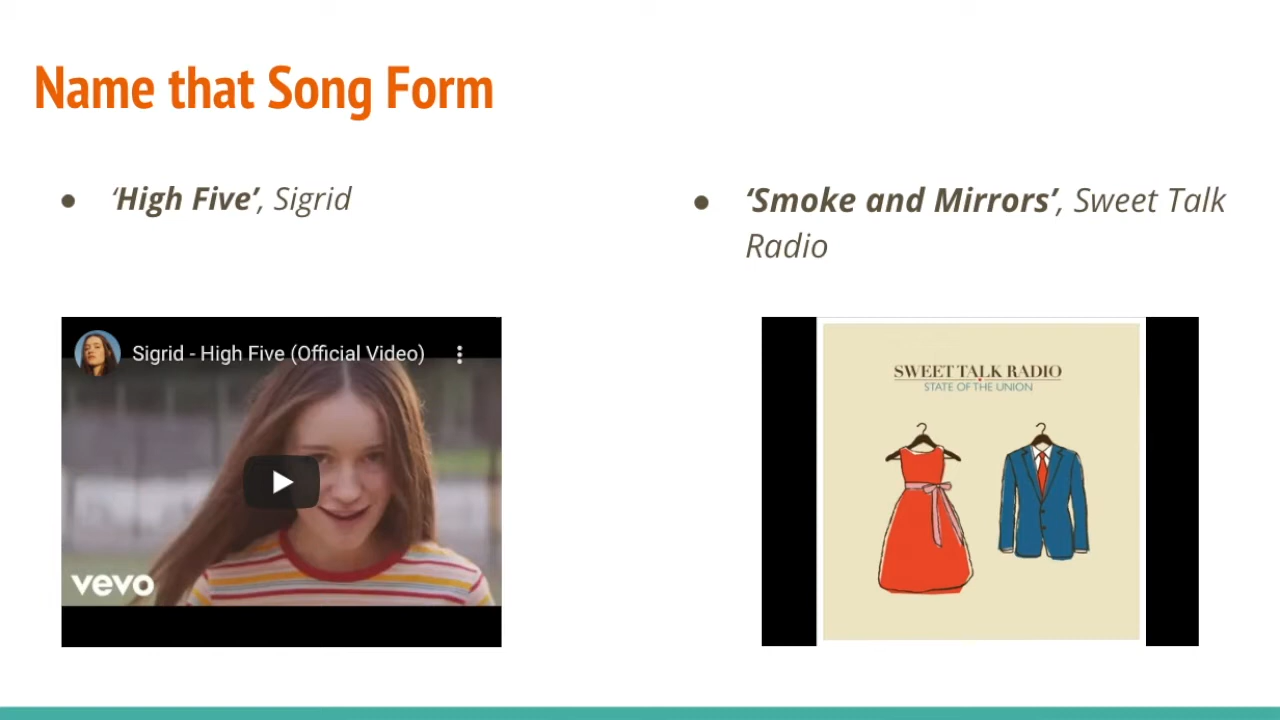 Name that Song Form
● ‘High Five’, Sigrid
● ‘Smoke and Mirrors’, Sweet Talk
Radio
Sigrid - High Five (Official Video)
vevo
SWEET TALK RADIO
STATE OF THE UNION